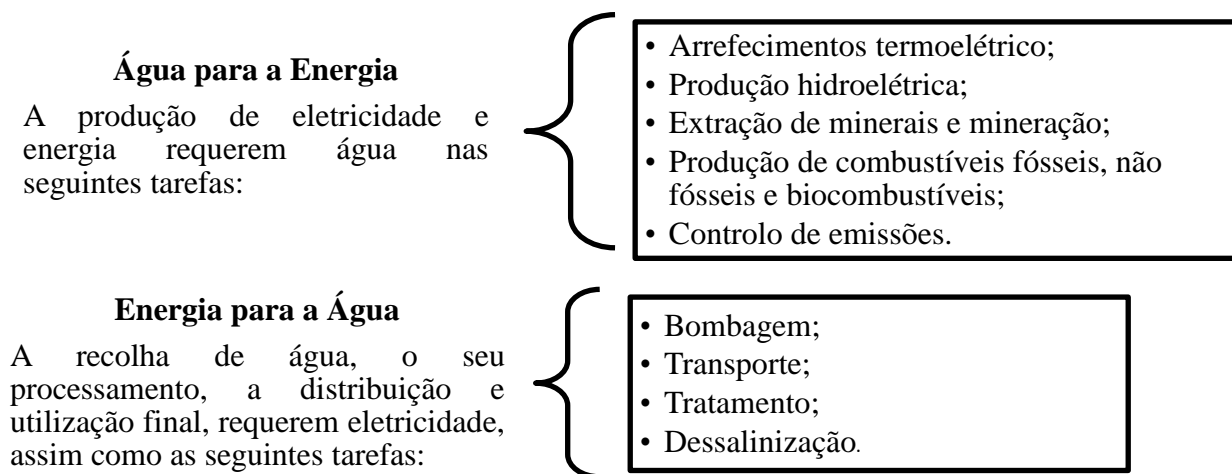 Água para a Energia
A produção de eletricidade e
energia requerem água nas
seguintes tarefas:
• Arrefecimentos termoelétrico;
• Produção hidroelétrica;
• Extração de minerais e mineração;
• Produção de combustíveis fósseis, não
fósseis e biocombustíveis;
• Controlo de emissões.
Energia para a Água
A recolha de água, o seu
processamento, a distribuição e
utilização final, requerem eletricidade,
assim como as seguintes tarefas:
• Bombagem;
• Transporte;
• Tratamento;
• Dessalinização.